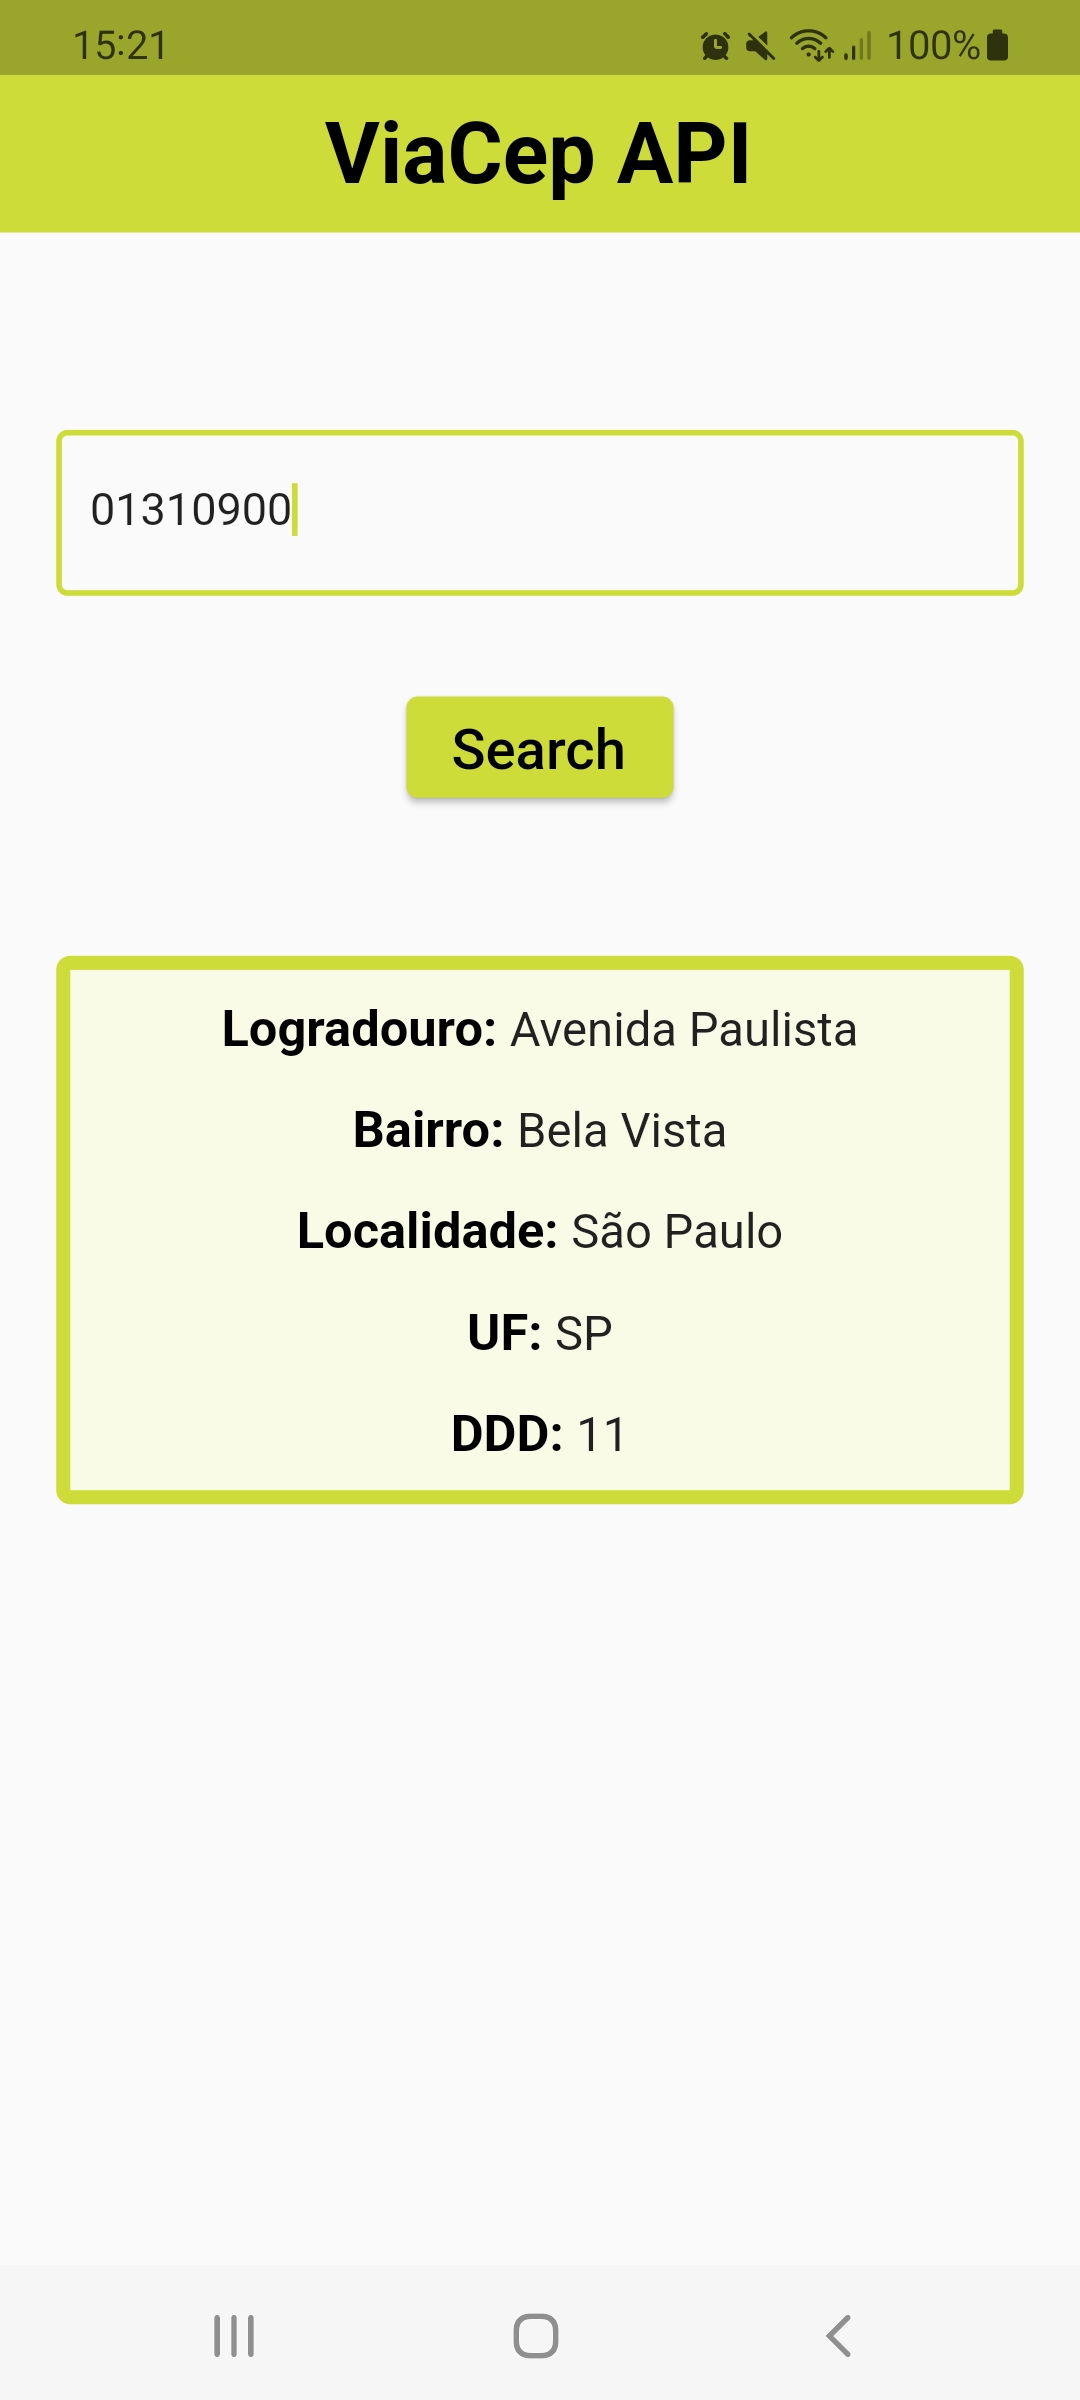 15:21 100%
ViaCep API
01310900
Search
Logradouro: Avenida Paulista
Bairro: Bela Vista
Localidade: São Paulo
UF: SP
DDD: 11